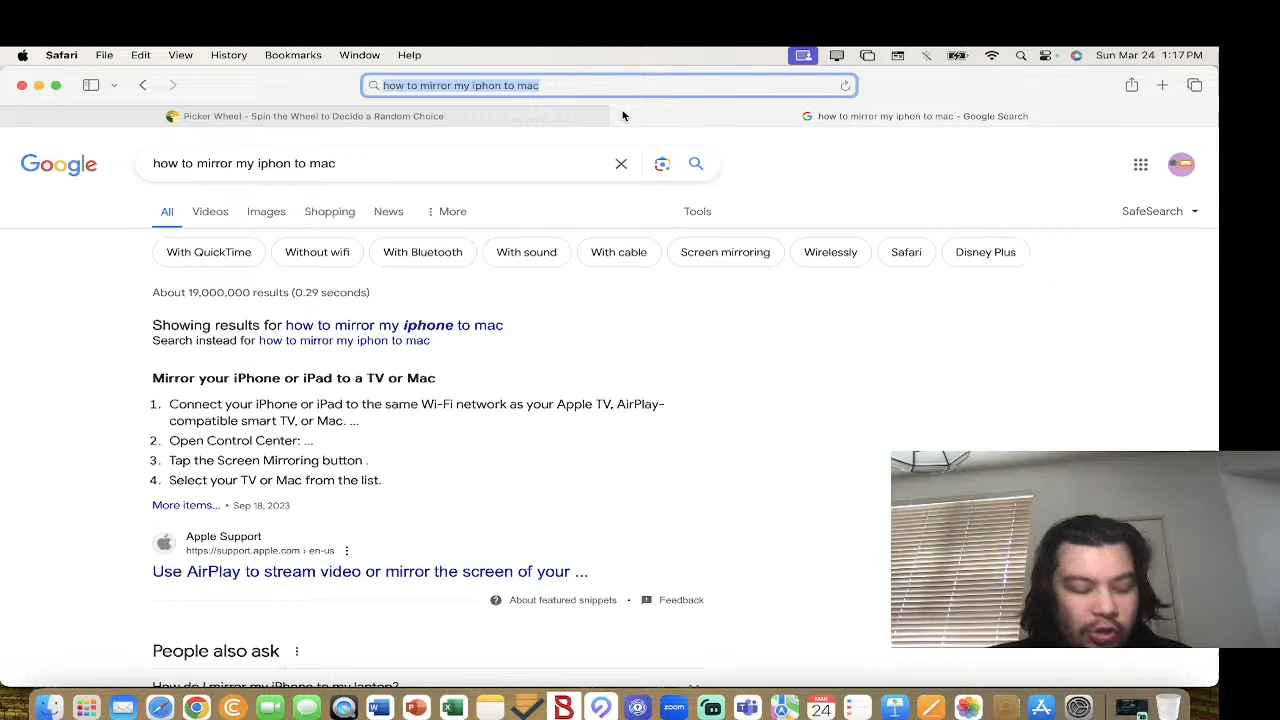 Safari File Edit View History Bookmarks Window Help Sun Mar 24 1:17 PM
how to mirror my iphon to mac
Picker Wheel - Spin the Wheel to Decide a Random Choice
how to mirror my iphon to mac - Google Search
Google
how to mirror my iphon to mac
All Videos Images Shopping News More Tools SafeSearch
With QuickTime Without wifi With Bluetooth With sound With cable Screen mirroring Wirelessly Safari Disney Plus
About 19,000,000 results (0.29 seconds)
Showing results for how to mirror my iphone to mac
Search instead for how to mirror my iphon to mac
Mirror your iPhone or iPad to a TV or Mac
1. Connect your iPhone or iPad to the same Wi-Fi network as your Apple TV, AirPlay-
compatible smart TV, or Mac. ...
2. Open Control Center: ...
3. Tap the Screen Mirroring button .
4. Select your TV or Mac from the list.
More items... • Sep 18, 2023
Apple Support
https://support.apple.com › en-us
Use AirPlay to stream video or mirror the screen of your ...
About featured snippets • Feedback
People also ask
How do I mirror my iPhone to my laptop?
zoom
MAR
24